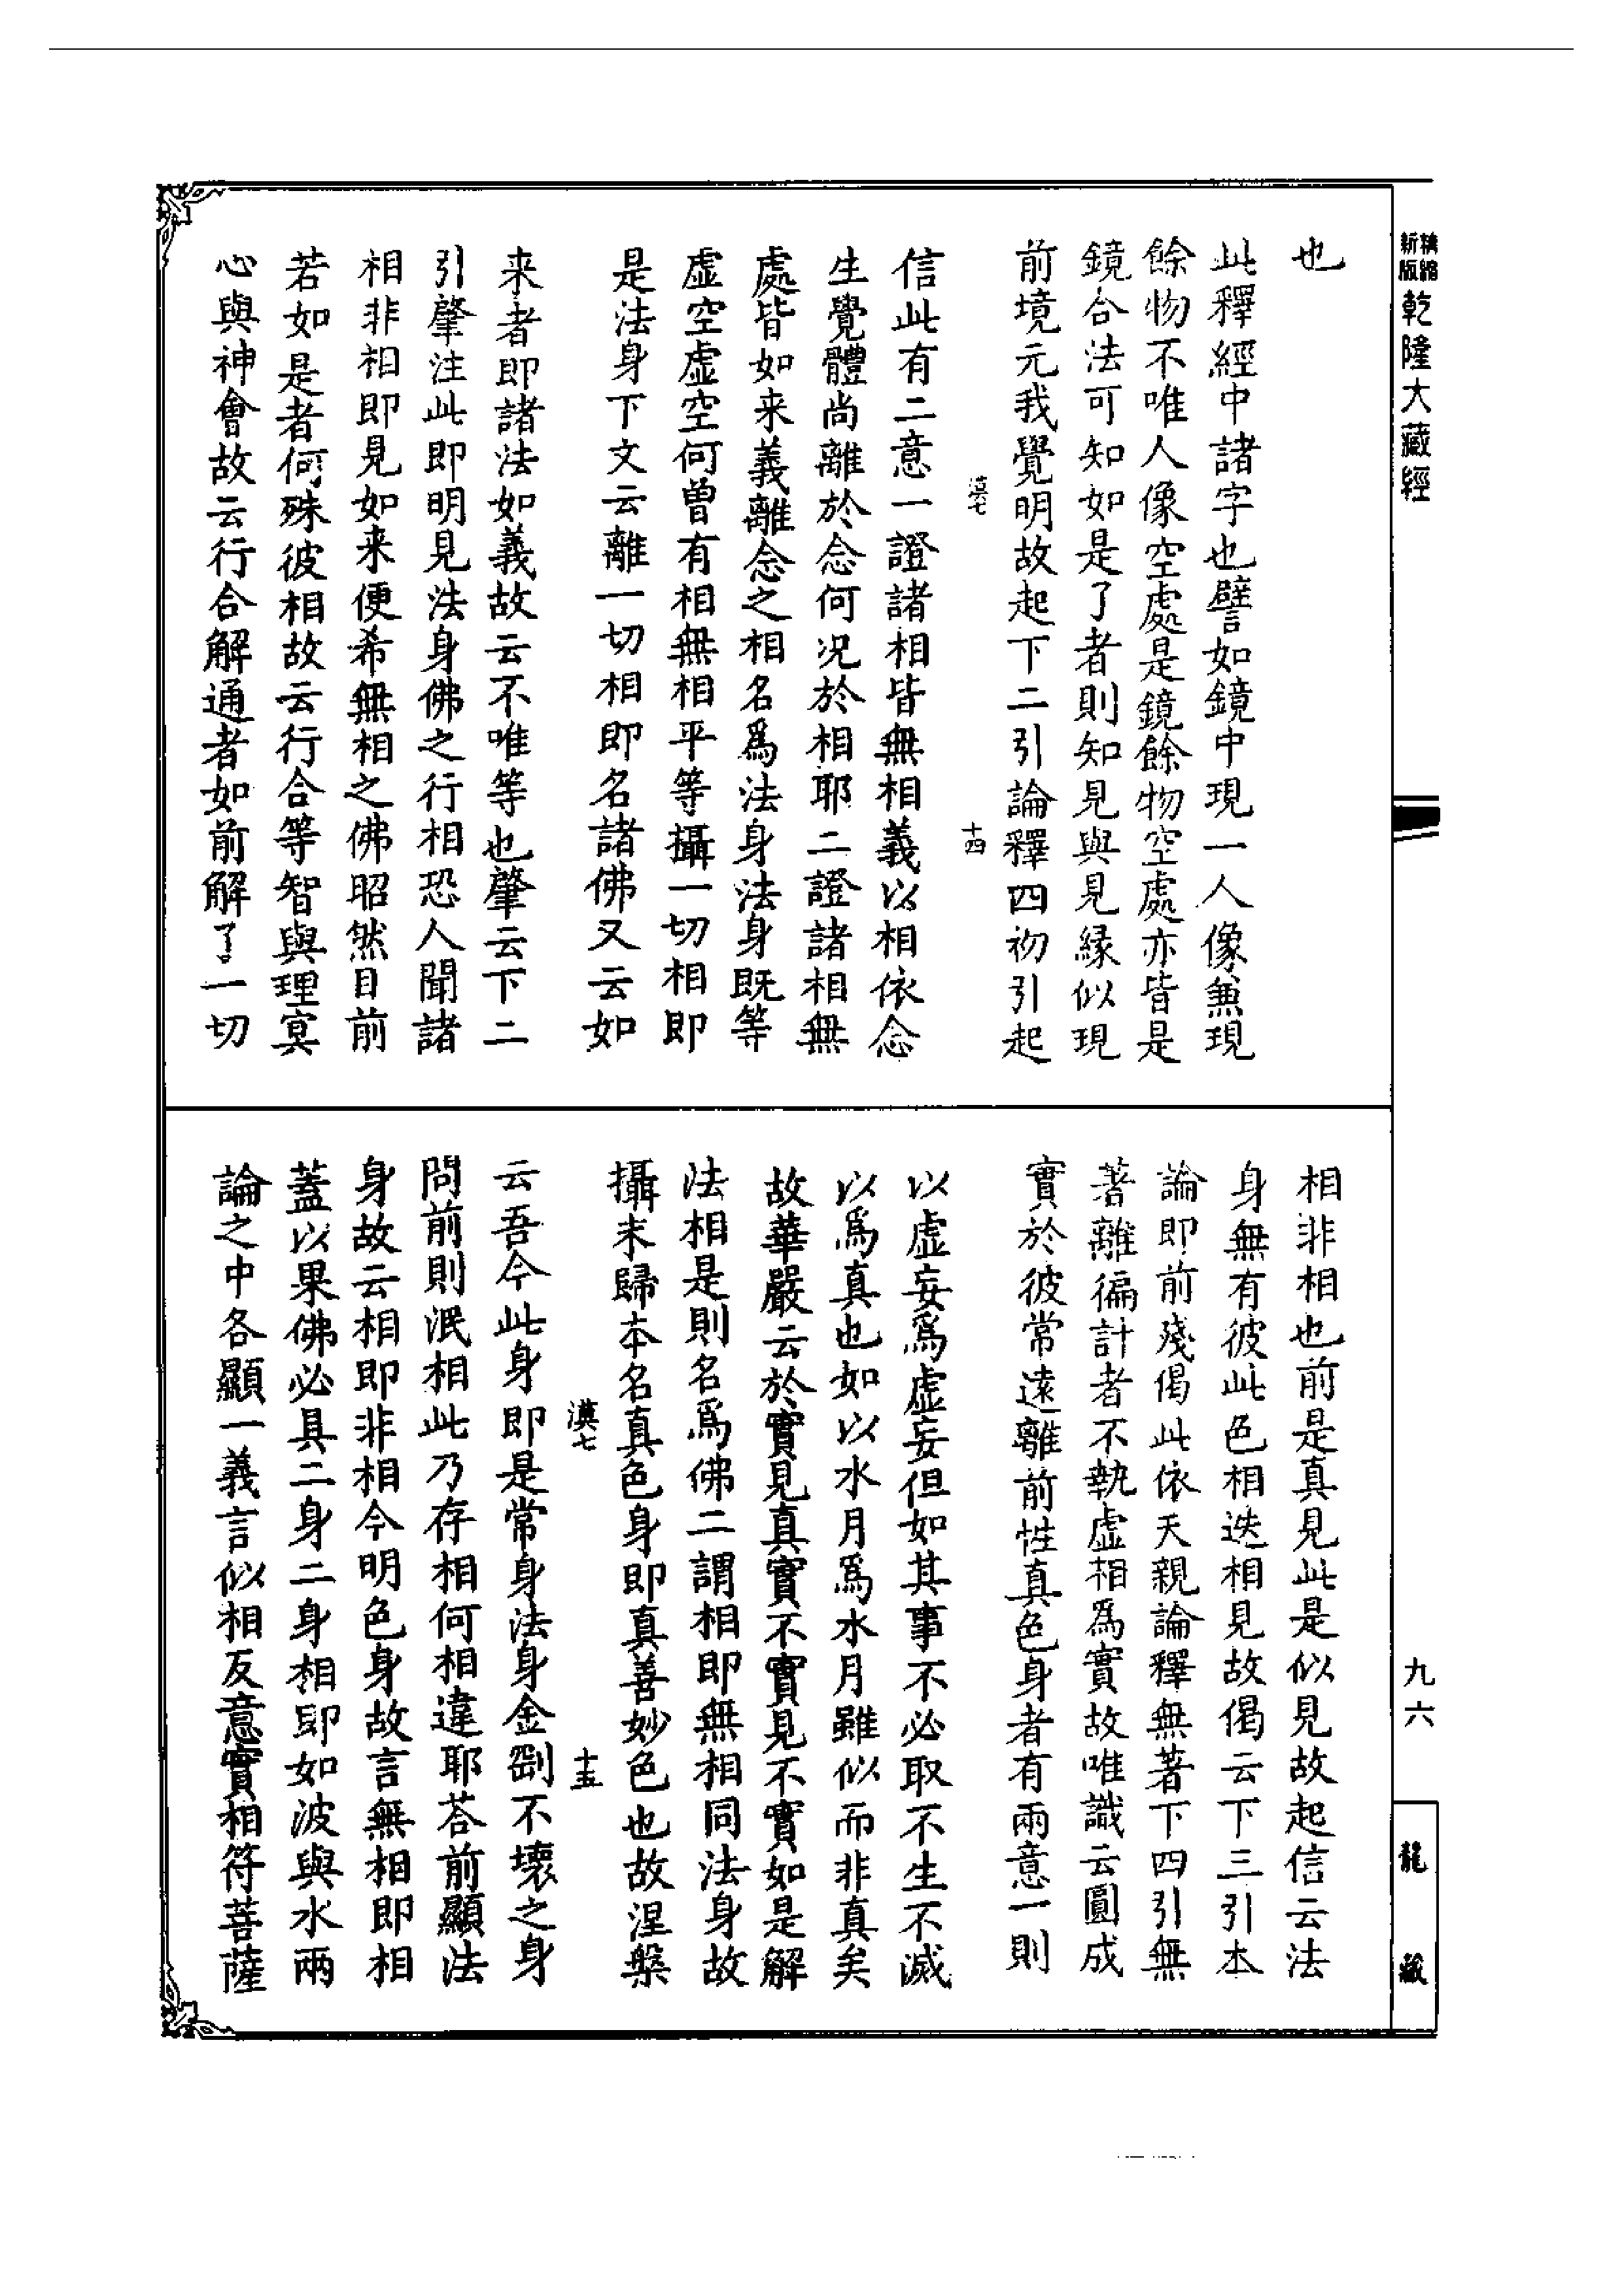 精縮
新版
乾隆大藏經
九六
龍藏
也
此釋經中諸字也譬如鏡中現一人像無現
餘物不唯人像空處是鏡餘物空處亦皆是
鏡合法可知如是了者則知見與見緣似現
前境元我覺明故起下二引論釋四初引起
漠七
十四
信此有二意一證諸相皆無相義以相依念
生覺體尚離於念何況於相耶二證諸相無
處皆如来義離念之相名爲法身法身既等
虛空虛空何曾有相無相平等攝一切相即
是法身下文云離一切相即名諸佛又云如
来者即諸法如義故云不唯等也肇云下二
引肇注此即明見法身佛之行相恐人聞諸
相非相即見如来便希無相之佛昭然目前
若如是者何殊彼相故云行合等智與理冥
心與神會故云行合解通者如前解了一切
相非相也前是真見此是似見故起信云法
身無有彼此色相迭相見故偈云下三引本
論即前殘偈此依天親論釋無著下四引無
著離徧計者不執虛相爲實故唯識云圓成
實於彼常遠離前性真色身者有兩意一則
以虛妄爲虛妄但如其事不必取不生不滅
以爲真也如以水月爲水月雖似而非真矣
故華嚴云於實見真實不實見不實如是解
法相是則名爲佛二謂相即無相同法身故
攝末歸本名真色身即真善妙色也故涅槃
漠七
十五
云吾今此身即是常身法身金剛不壞之身
問前則泯相此乃存相何相違耶荅前顯法
身故云相即非相今明色身故言無相即相
蓋以果佛必具二身二身相即如波與水兩
論之中各顯一義言似相反意實相符菩薩